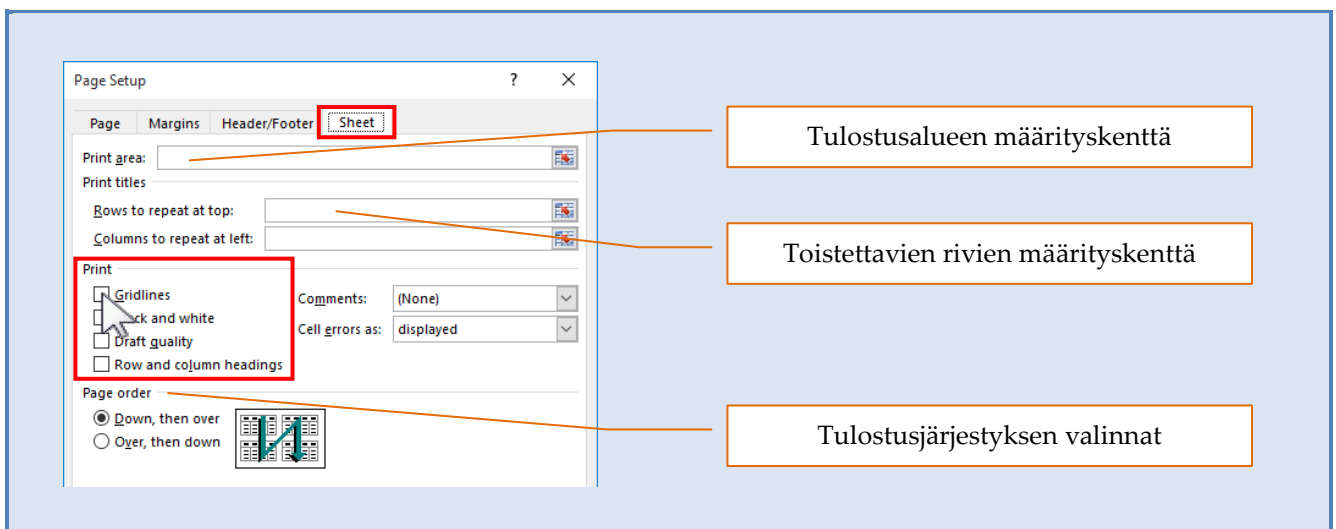 Page Setup ? ×
Page Margins Header/Footer Sheet
Print area:
Print titles
Rows to repeat at top:
Columns to repeat at left:
Print
Gridlines
ck and white
Draft quality
Row and column headings
Comments: (None)
Cell errors as: displayed
Page order
Down, then over
Over, then down
Tulostusalueen määrityskenttä
Toistettavien rivien määrityskenttä
Tulostusjärjestyksen valinnat